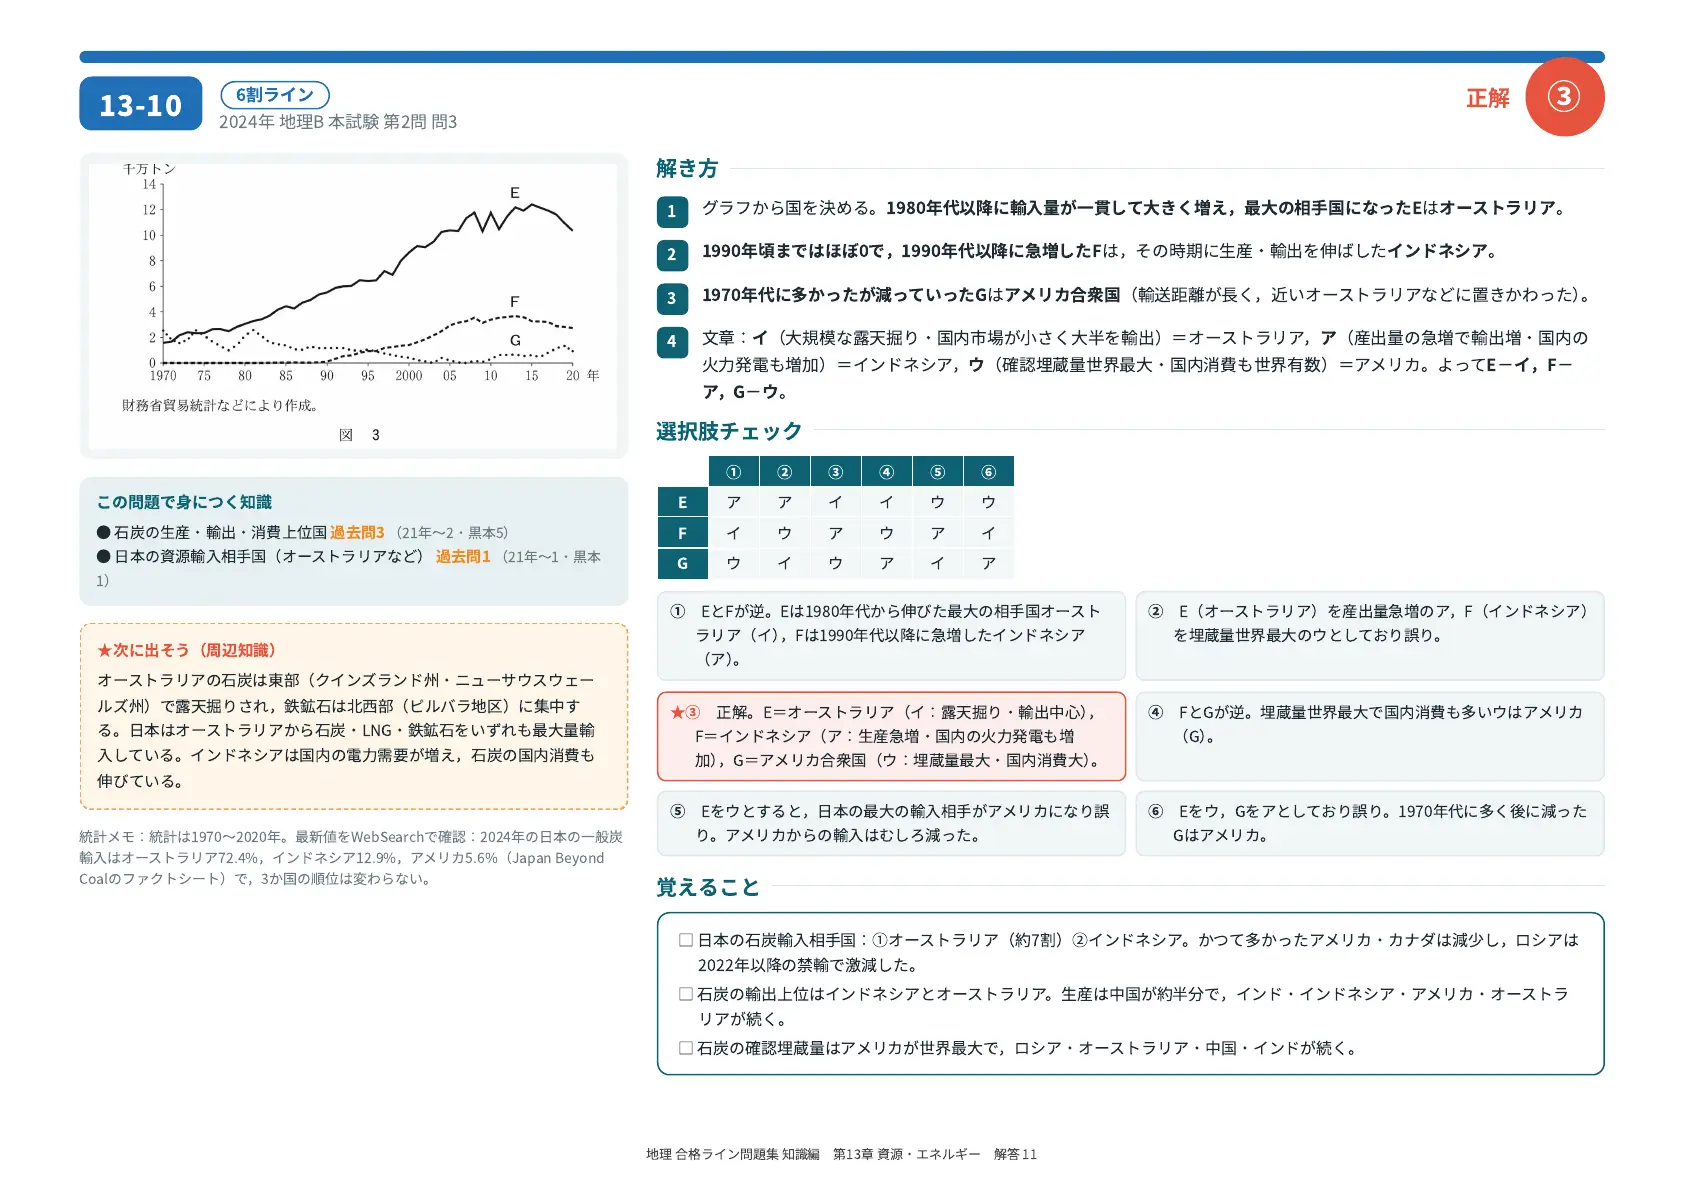 13-10
6割ライン
2024年 地理B 本試験 第2問 問3
正解 ③
千万トン
14
12
10
8
6
4
2
0
E
F
G
1970 75 80 85 90 95 2000 05 10 15 20 年
財務省貿易統計などにより作成。
図 3
この問題で身につく知識
●石炭の生産・輸出・消費上位国 過去問3 （21年〜2・黒本5）
●日本の資源輸入相手国（オーストラリアなど） 過去問1 （21年〜1・黒本
1）
★次に出そう（周辺知識）
オーストラリアの石炭は東部（クインズランド州・ニューサウスウェー
ルズ州）で露天掘りされ，鉄鉱石は北西部（ピルバラ地区）に集中す
る。日本はオーストラリアから石炭・LNG・鉄鉱石をいずれも最大量輸
入している。インドネシアは国内の電力需要が増え，石炭の国内消費も
伸びている。
統計メモ：統計は1970〜2020年。最新値をWebSearchで確認：2024年の日本の一般炭
輸入はオーストラリア72.4%，インドネシア12.9%，アメリカ5.6%（Japan Beyond
Coalのファクトシート）で，3か国の順位は変わらない。
解き方
1 グラフから国を決める。1980年代以降に輸入量が一貫して大きく増え，最大の相手国になったEはオーストラリア。
2 1990年頃まではほぼ0で，1990年代以降に急増したFは，その時期に生産・輸出を伸ばしたインドネシア。
3 1970年代に多かったが減っていったGはアメリカ合衆国（輸送距離が長く，近いオーストラリアなどに置きかわった）。
4 文章：イ（大規模な露天掘り・国内市場が小さく大半を輸出）＝オーストラリア，ア（産出量の急増で輸出増・国内の
火力発電も増加）＝インドネシア，ウ（確認埋蔵量世界最大・国内消費も世界有数）＝アメリカ。よってE－イ，F－
ア，G－ウ。
選択肢チェック
① ② ③ ④ ⑤ ⑥
E ア ア イ イ ウ ウ
F イ ウ ア ウ ア イ
G ウ イ ウ ア イ ア
① EとFが逆。Eは1980年代から伸びた最大の相手国オースト
ラリア（イ），Fは1990年代以降に急増したインドネシア
（ア）。
② E（オーストラリア）を産出量急増のア，F（インドネシア）
を埋蔵量世界最大のウとしており誤り。
★③ 正解。E＝オーストラリア（イ：露天掘り・輸出中心），
F＝インドネシア（ア：生産急増・国内の火力発電も増
加），G＝アメリカ合衆国（ウ：埋蔵量最大・国内消費大）。
④ FとGが逆。埋蔵量世界最大で国内消費も多いウはアメリカ
（G）。
⑤ Eをウとすると，日本の最大の輸入相手がアメリカになり誤
り。アメリカからの輸入はむしろ減った。
⑥ Eをウ，Gをアとしており誤り。1970年代に多く後に減った
Gはアメリカ。
覚えること
□ 日本の石炭輸入相手国：①オーストラリア（約7割）②インドネシア。かつて多かったアメリカ・カナダは減少し，ロシアは
2022年以降の禁輸で激減した。
□ 石炭の輸出上位はインドネシアとオーストラリア。生産は中国が約半分で，インド・インドネシア・アメリカ・オーストラ
リアが続く。
□ 石炭の確認埋蔵量はアメリカが世界最大で，ロシア・オーストラリア・中国・インドが続く。
地理 合格ライン問題集 知識編 第13章 資源・エネルギー 解答11